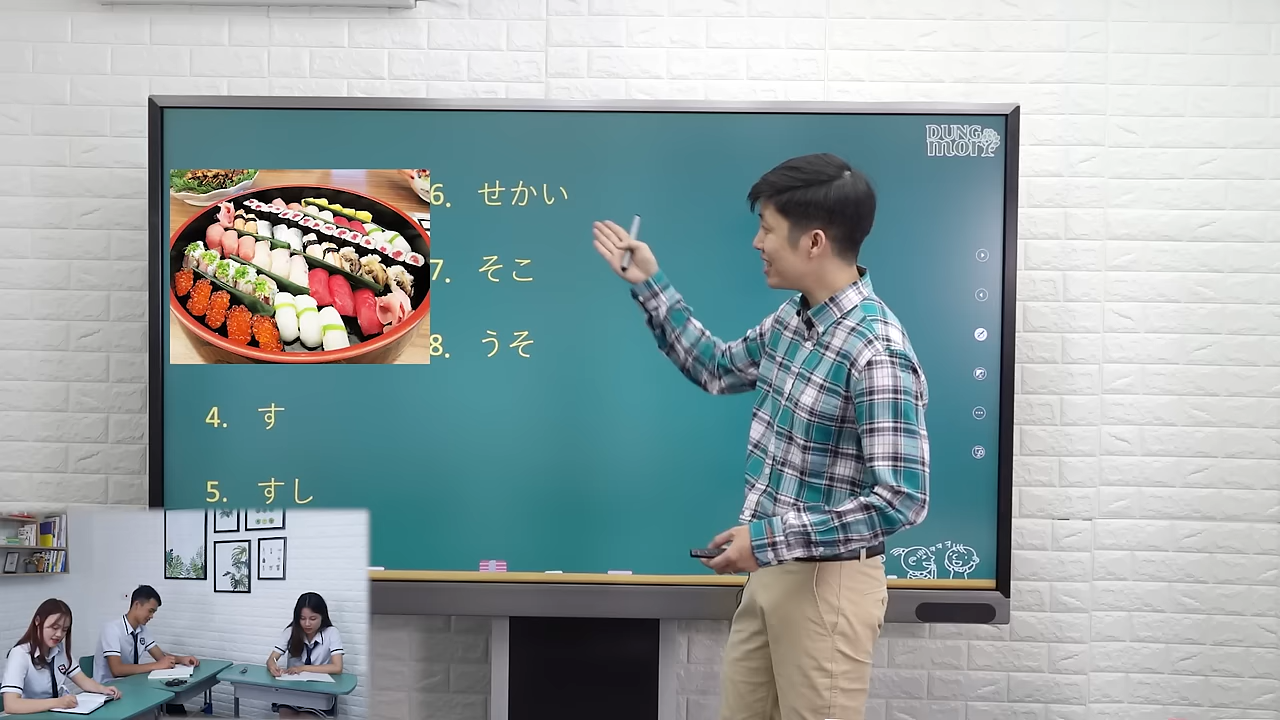 DUNG
mori
6. せかい
7. そこ
8. うそ
4. す
5. すし